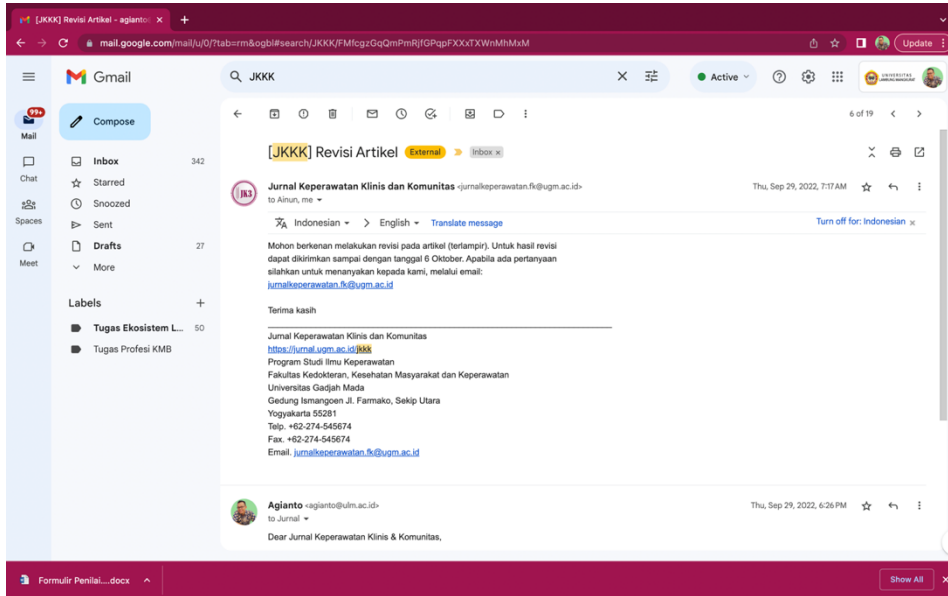 [JKKK] Revisi Artikel - agianto
mail.google.com/mail/u/0/?tab=rm&ogbl#search/JKKK/FMfcgzGqQmPmRjfGPqpFXXxTXWnMhMxM
Update
Gmail
JKKK
Active
UNIVERSITAS
LAMBUNG MANGKURAT
99+
Mail
Chat
Spaces
Meet
Compose
Inbox 342
Starred
Snoozed
Sent
Drafts 27
More
Labels
Tugas Ekosistem L... 50
Tugas Profesi KMB
6 of 19
[JKKK] Revisi Artikel External Inbox x
JK3
Jurnal Keperawatan Klinis dan Komunitas <jurnalkeperawatan.fk@ugm.ac.id> Thu, Sep 29, 2022, 7:17 AM
to Ainun, me
Indonesian > English Translate message Turn off for: Indonesian x
Mohon berkenan melakukan revisi pada artikel (terlampir). Untuk hasil revisi
dapat dikirimkan sampai dengan tanggal 6 Oktober. Apabila ada pertanyaan
silahkan untuk menanyakan kepada kami, melalui email:
jurnalkeperawatan.fk@ugm.ac.id
Terima kasih
Jurnal Keperawatan Klinis dan Komunitas
https://jurnal.ugm.ac.id/jkkk
Program Studi Ilmu Keperawatan
Fakultas Kedokteran, Kesehatan Masyarakat dan Keperawatan
Universitas Gadjah Mada
Gedung Ismangoen Jl. Farmako, Sekip Utara
Yogyakarta 55281
Telp. +62-274-545674
Fax. +62-274-545674
Email. jurnalkeperawatan.fk@ugm.ac.id
Agianto <agianto@ulm.ac.id> Thu, Sep 29, 2022, 6:26 PM
to Jurnal
Dear Jurnal Keperawatan Klinis & Komunitas,
Formulir Penilai....docx
Show All